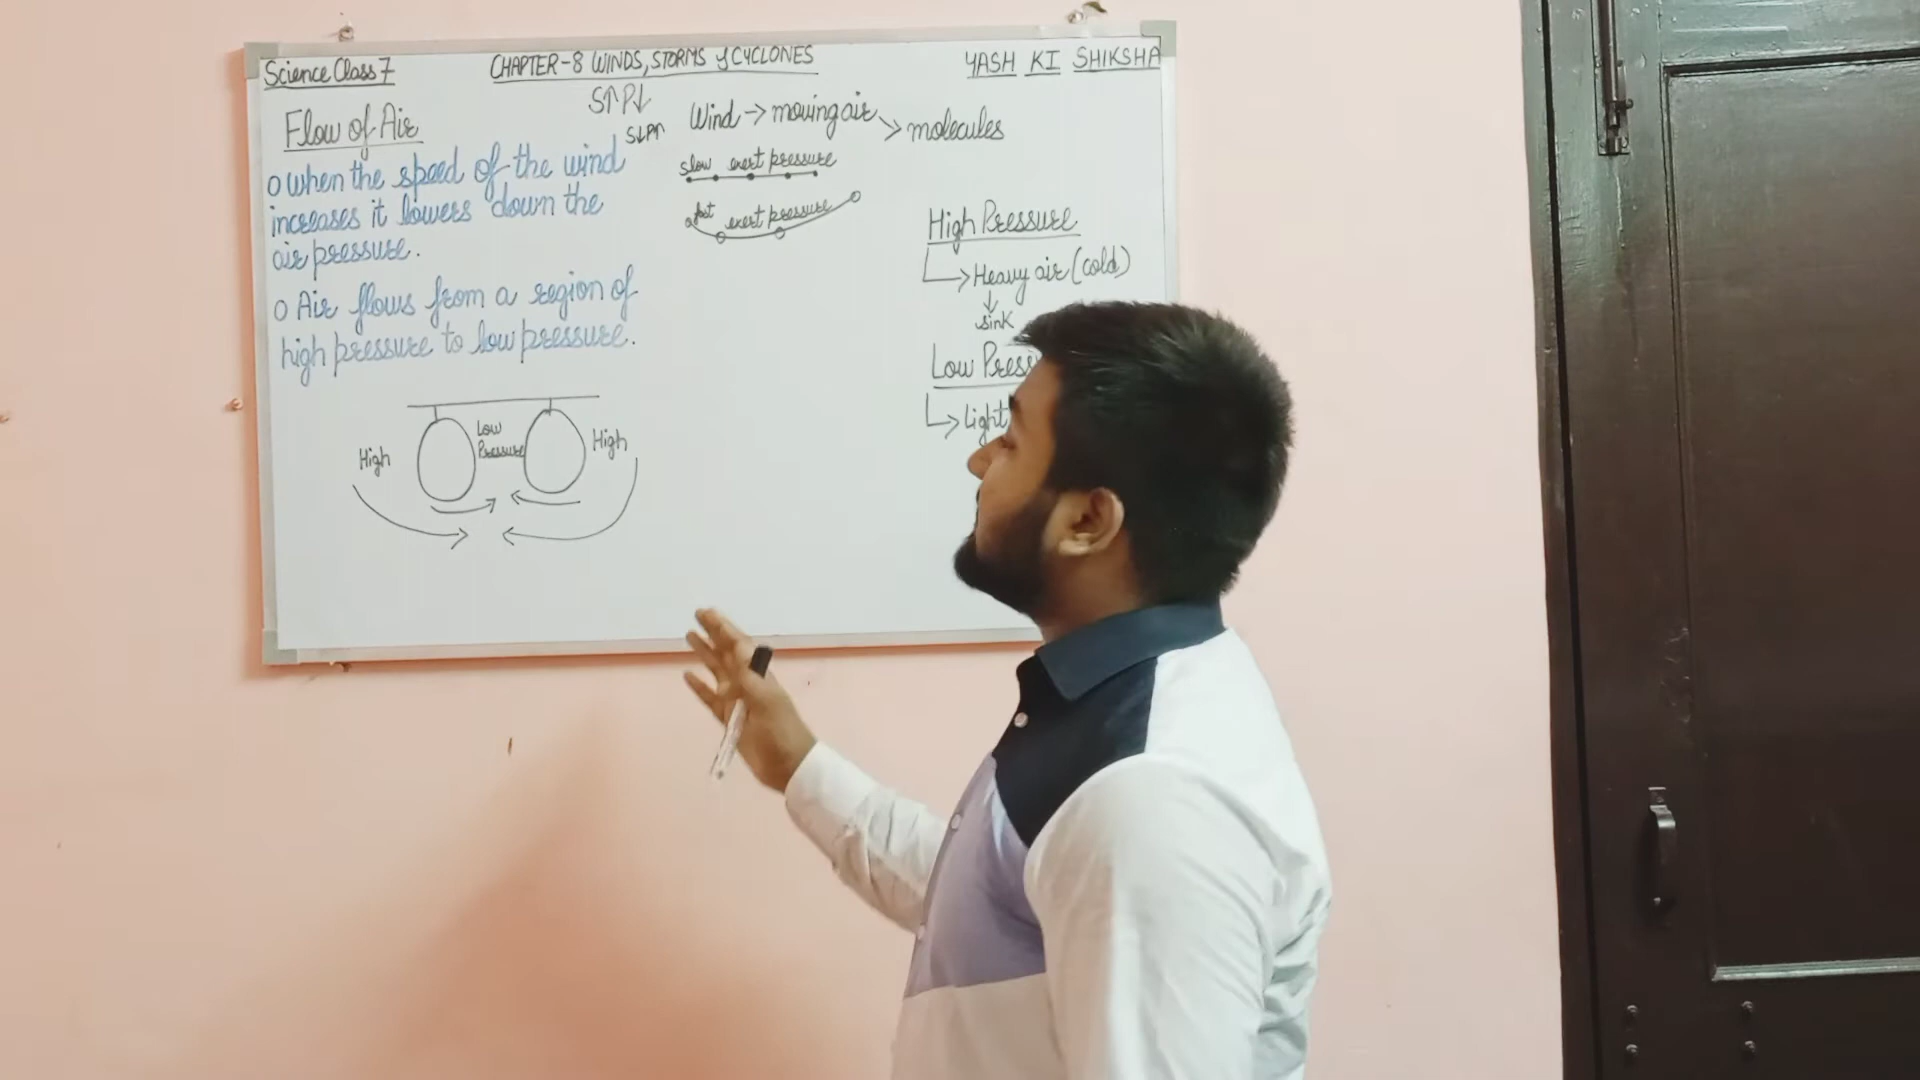 Science Class 7
CHAPTER-8 WINDS, STORMS & CYCLONES
YASH KI SHIKSHA
S↑P↓
S↓P↑
Flow of Air
o When the speed of the wind
increases it lowers down the
air pressure.
o Air flows from a region of
high pressure to low pressure.
High
Low
Pressure
High
Wind → moving air → molecules
slow exert pressure
fast exert pressure
High Pressure
→ Heavy air (cold)
↓
sink
Low
→ Light